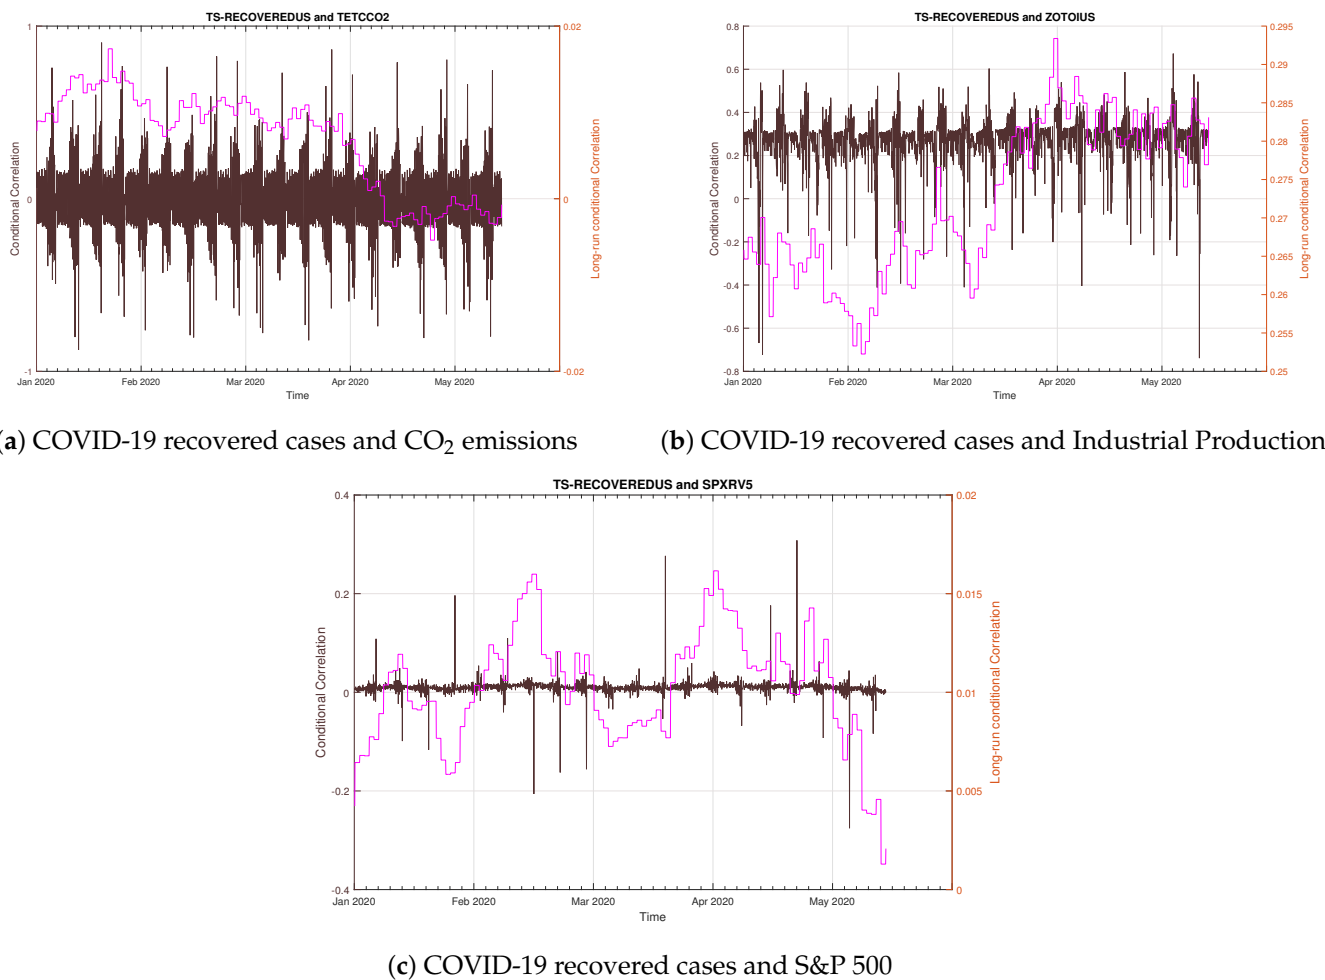 TS-RECOVEREDUS and TETCCO2
1
0
-1
Conditional Correlation
0.02
0
-0.02
Long-run conditional Correlation
Jan 2020 Feb 2020 Mar 2020 Apr 2020 May 2020
Time
(a) COVID-19 recovered cases and CO2 emissions
TS-RECOVEREDUS and ZOTOIUS
0.8
0.6
0.4
0.2
0
-0.2
-0.4
-0.6
-0.8
Conditional Correlation
0.295
0.29
0.285
0.28
0.275
0.27
0.265
0.26
0.255
0.25
Long-run conditional Correlation
Jan 2020 Feb 2020 Mar 2020 Apr 2020 May 2020
Time
(b) COVID-19 recovered cases and Industrial Production
TS-RECOVEREDUS and SPXRV5
0.4
0.2
0
-0.2
-0.4
Conditional Correlation
0.02
0.015
0.01
0.005
0
Long-run conditional Correlation
Jan 2020 Feb 2020 Mar 2020 Apr 2020 May 2020
Time
(c) COVID-19 recovered cases and S&P 500